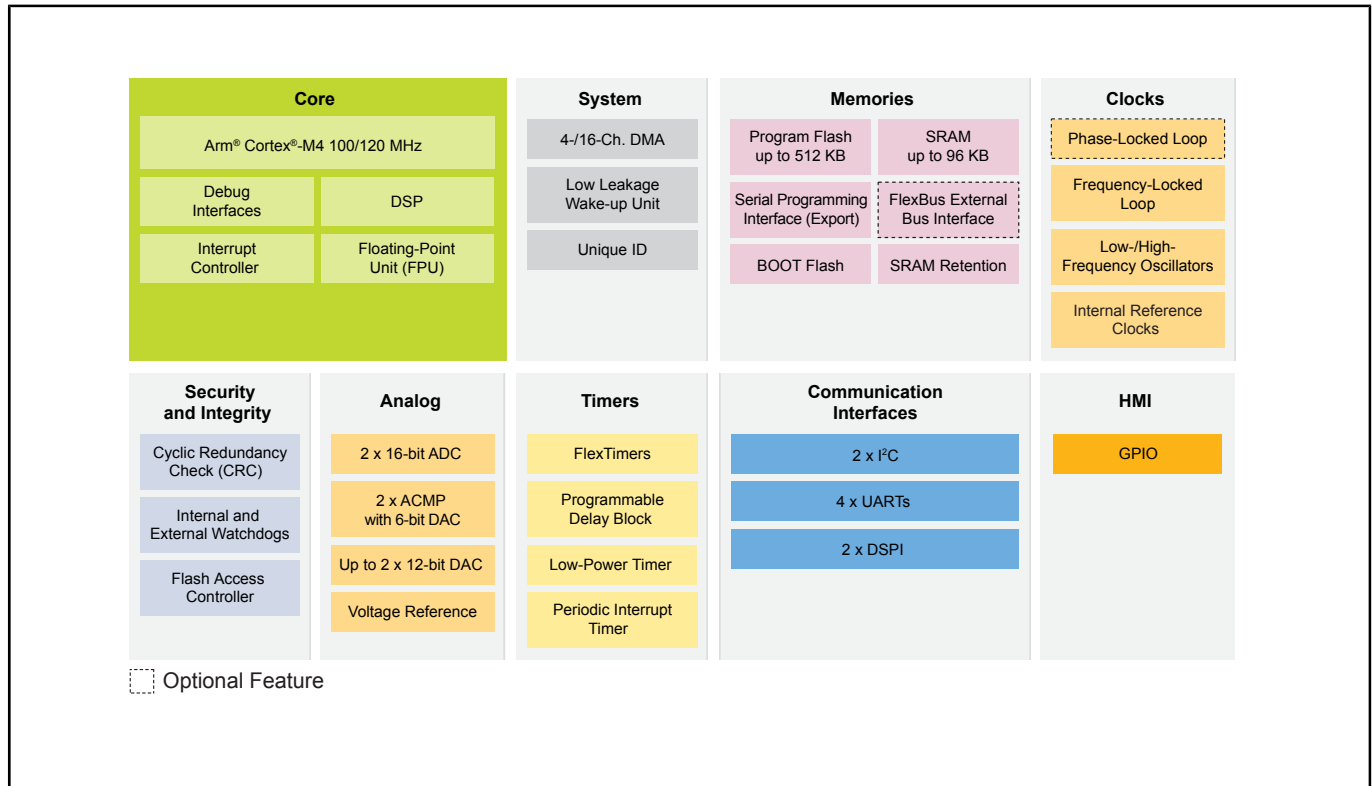 Core
Arm® Cortex®-M4 100/120 MHz
Debug
Interfaces
DSP
Interrupt
Controller
Floating-Point
Unit (FPU)
System
4-/16-Ch. DMA
Low Leakage
Wake-up Unit
Unique ID
Memories
Program Flash
up to 512 KB
SRAM
up to 96 KB
Serial Programming
Interface (Export)
FlexBus External
Bus Interface
BOOT Flash
SRAM Retention
Clocks
Phase-Locked Loop
Frequency-Locked
Loop
Low-/High-
Frequency Oscillators
Internal Reference
Clocks
Security
and Integrity
Cyclic Redundancy
Check (CRC)
Internal and
External Watchdogs
Flash Access
Controller
Analog
2 x 16-bit ADC
2 x ACMP
with 6-bit DAC
Up to 2 x 12-bit DAC
Voltage Reference
Timers
FlexTimers
Programmable
Delay Block
Low-Power Timer
Periodic Interrupt
Timer
Communication
Interfaces
2 x I²C
4 x UARTs
2 x DSPI
HMI
GPIO
Optional Feature